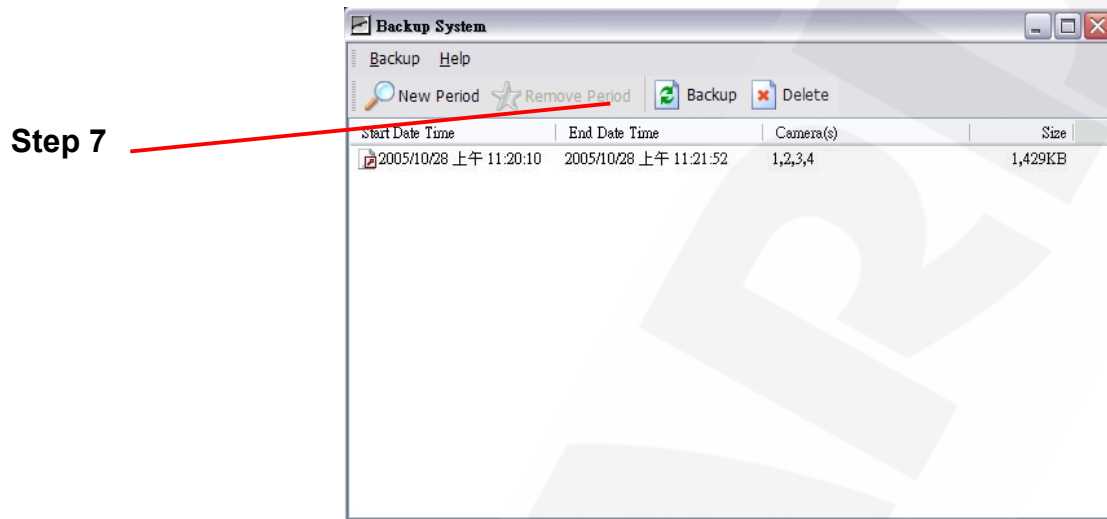 Backup System
Backup Help
New Period Remove Period Backup Delete
Step 7
Start Date Time End Date Time Camera(s) Size
2005/10/28 上午 11:20:10 2005/10/28 上午 11:21:52 1,2,3,4 1,429KB